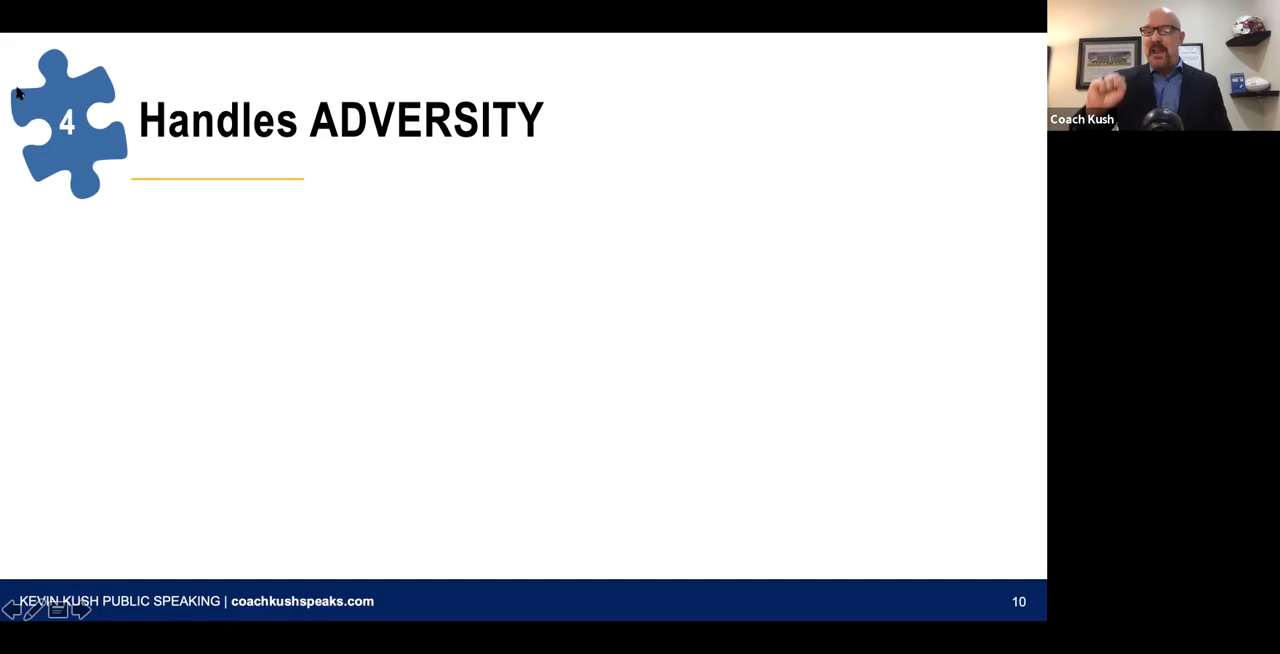 4
Handles ADVERSITY
Coach Kush
KEVIN KUSH PUBLIC SPEAKING | coachkushspeaks.com
10